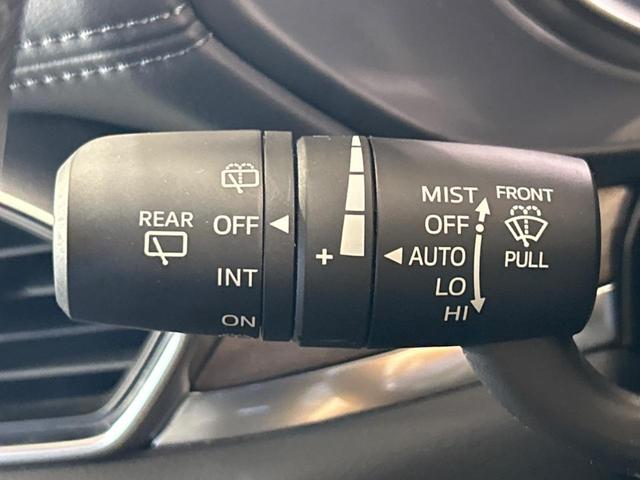 REAR
OFF
INT
ON
+
MIST
OFF
AUTO
LO
HI
FRONT
PULL